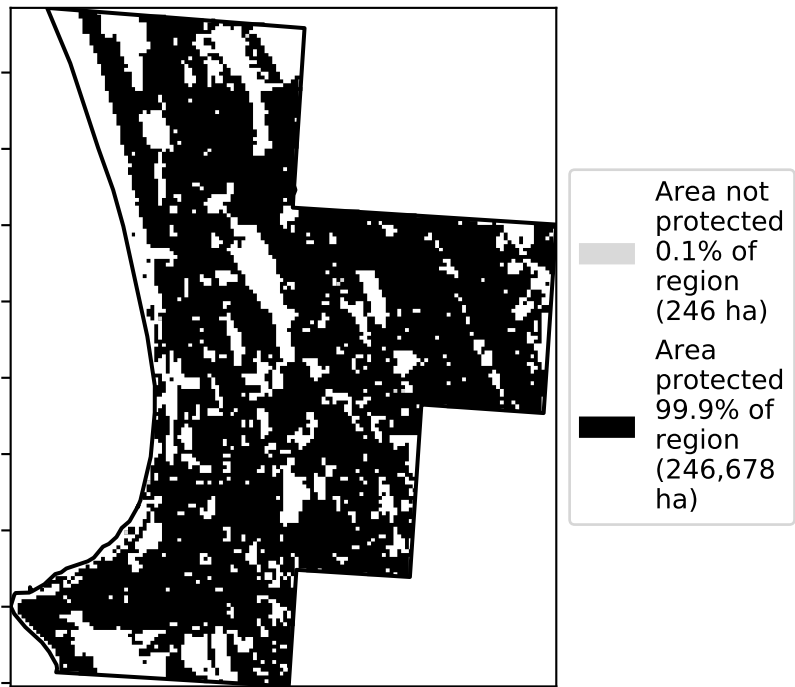 Area not
protected
0.1% of
region
(246 ha)
Area
protected
99.9% of
region
(246,678
ha)